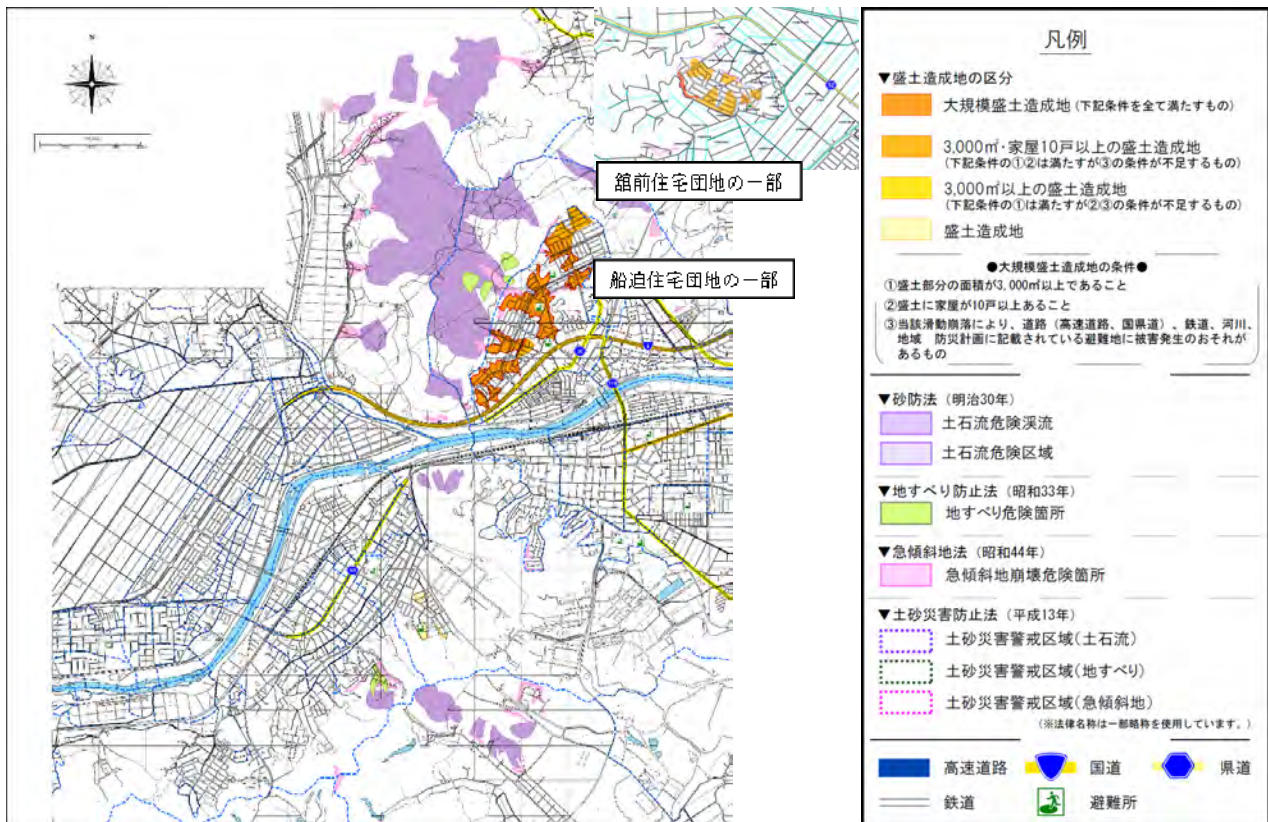 N
舘前住宅団地の一部
船迫住宅団地の一部
凡例
▼盛土造成地の区分
大規模盛土造成地 (下記条件を全て満たすもの)
3,000㎡・家屋10戸以上の盛土造成地
(下記条件の①②は満たすが③の条件が不足するもの)
3,000㎡以上の盛土造成地
(下記条件の①は満たすが②③の条件が不足するもの)
盛土造成地
●大規模盛土造成地の条件●
①盛土部分の面積が3,000㎡以上であること
②盛土に家屋が10戸以上あること
③当該滑動崩落により、道路(高速道路、国県道)、鉄道、河川、
地域 防災計画に記載されている避難地に被害発生のおそれが
あるもの
▼砂防法 (明治30年)
土石流危険渓流
土石流危険区域
▼地すべり防止法 (昭和33年)
地すべり危険箇所
▼急傾斜地法 (昭和44年)
急傾斜地崩壊危険箇所
▼土砂災害防止法 (平成13年)
土砂災害警戒区域(土石流)
土砂災害警戒区域(地すべり)
土砂災害警戒区域(急傾斜地)
(※法律名称は一部略称を使用しています。)
高速道路 国道 県道
鉄道 避難所